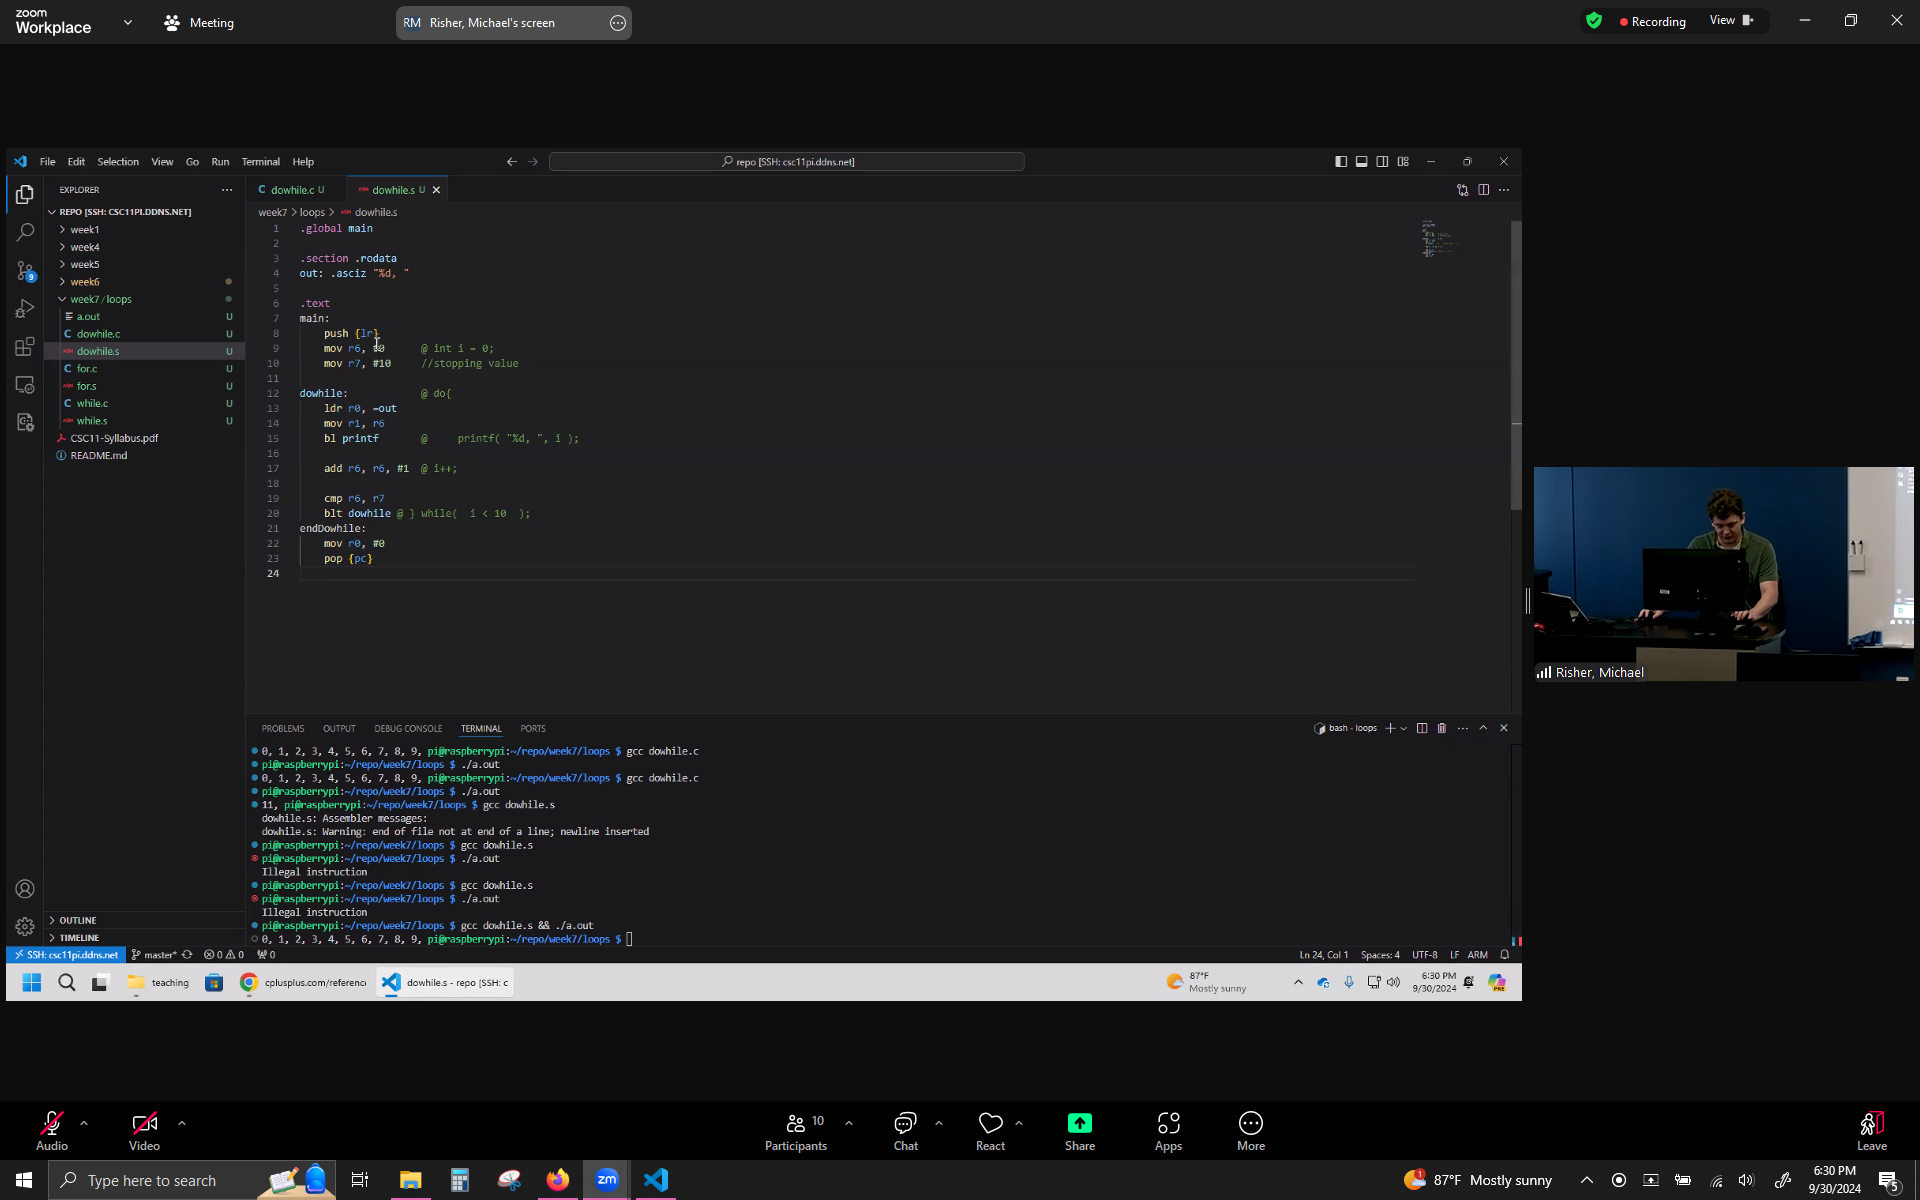 zoom
Workplace
Meeting
RM Risher, Michael's screen
Recording
View
File Edit Selection View Go Run Terminal Help
repo [SSH: csc11pi.ddns.net]
EXPLORER
REPO [SSH: CSC11PI.DDNS.NET]
week1
week4
week5
week6
week7 / loops
a.out U
C dowhile.c U
ASM dowhile.s U
C for.c U
ASM for.s U
C while.c U
ASM while.s U
CSC11-Syllabus.pdf
README.md
OUTLINE
TIMELINE
9
C dowhile.c U
ASM dowhile.s U
week7 > loops > ASM dowhile.s
1 .global main
2
3 .section .rodata
4 out: .asciz "%d, "
5
6 .text
7 main:
8 push {lr}
9 mov r6, #0 @ int i = 0;
10 mov r7, #10 //stopping value
11
12 dowhile: @ do{
13 ldr r0, =out
14 mov r1, r6
15 bl printf @ printf( "%d, ", i );
16
17 add r6, r6, #1 @ i++;
18
19 cmp r6, r7
20 blt dowhile @ } while( i < 10 );
21 endDowhile:
22 mov r0, #0
23 pop {pc}
24
PROBLEMS OUTPUT DEBUG CONSOLE TERMINAL PORTS
bash - loops
0, 1, 2, 3, 4, 5, 6, 7, 8, 9, pi@raspberrypi:~/repo/week7/loops $ gcc dowhile.c
pi@raspberrypi:~/repo/week7/loops $ ./a.out
0, 1, 2, 3, 4, 5, 6, 7, 8, 9, pi@raspberrypi:~/repo/week7/loops $ gcc dowhile.c
pi@raspberrypi:~/repo/week7/loops $ ./a.out
11, pi@raspberrypi:~/repo/week7/loops $ gcc dowhile.s
dowhile.s: Assembler messages:
dowhile.s: Warning: end of file not at end of a line; newline inserted
pi@raspberrypi:~/repo/week7/loops $ gcc dowhile.s
pi@raspberrypi:~/repo/week7/loops $ ./a.out
Illegal instruction
pi@raspberrypi:~/repo/week7/loops $ gcc dowhile.s
pi@raspberrypi:~/repo/week7/loops $ ./a.out
Illegal instruction
pi@raspberrypi:~/repo/week7/loops $ gcc dowhile.s && ./a.out
0, 1, 2, 3, 4, 5, 6, 7, 8, 9, pi@raspberrypi:~/repo/week7/loops $
SSH: csc11pi.ddns.net master* 0 0 0
Ln 24, Col 1 Spaces: 4 UTF-8 LF ARM
teaching
cplusplus.com/referenc
dowhile.s - repo [SSH: c
87°F
Mostly sunny
6:30 PM
9/30/2024
PRE
Risher, Michael
Audio
Video
10
Participants
Chat
React
Share
Apps
More
Leave
Type here to search
zm
1
87°F Mostly sunny
6:30 PM
9/30/2024
5